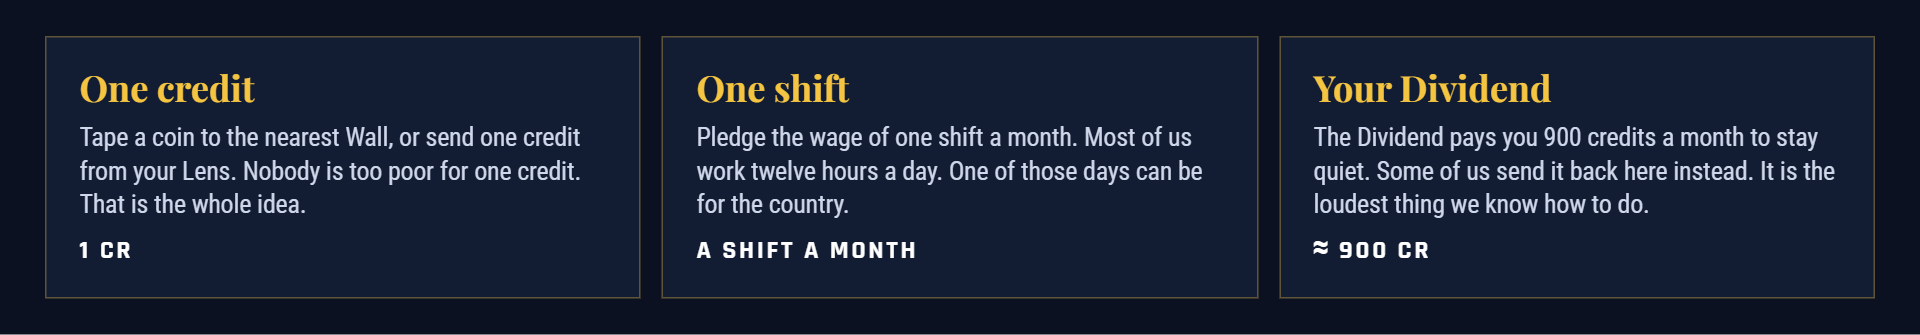 One credit
Tape a coin to the nearest Wall, or send one credit
from your Lens. Nobody is too poor for one credit.
That is the whole idea.
1 CR
One shift
Pledge the wage of one shift a month. Most of us
work twelve hours a day. One of those days can be
for the country.
A SHIFT A MONTH
Your Dividend
The Dividend pays you 900 credits a month to stay
quiet. Some of us send it back here instead. It is the
loudest thing we know how to do.
≈ 900 CR